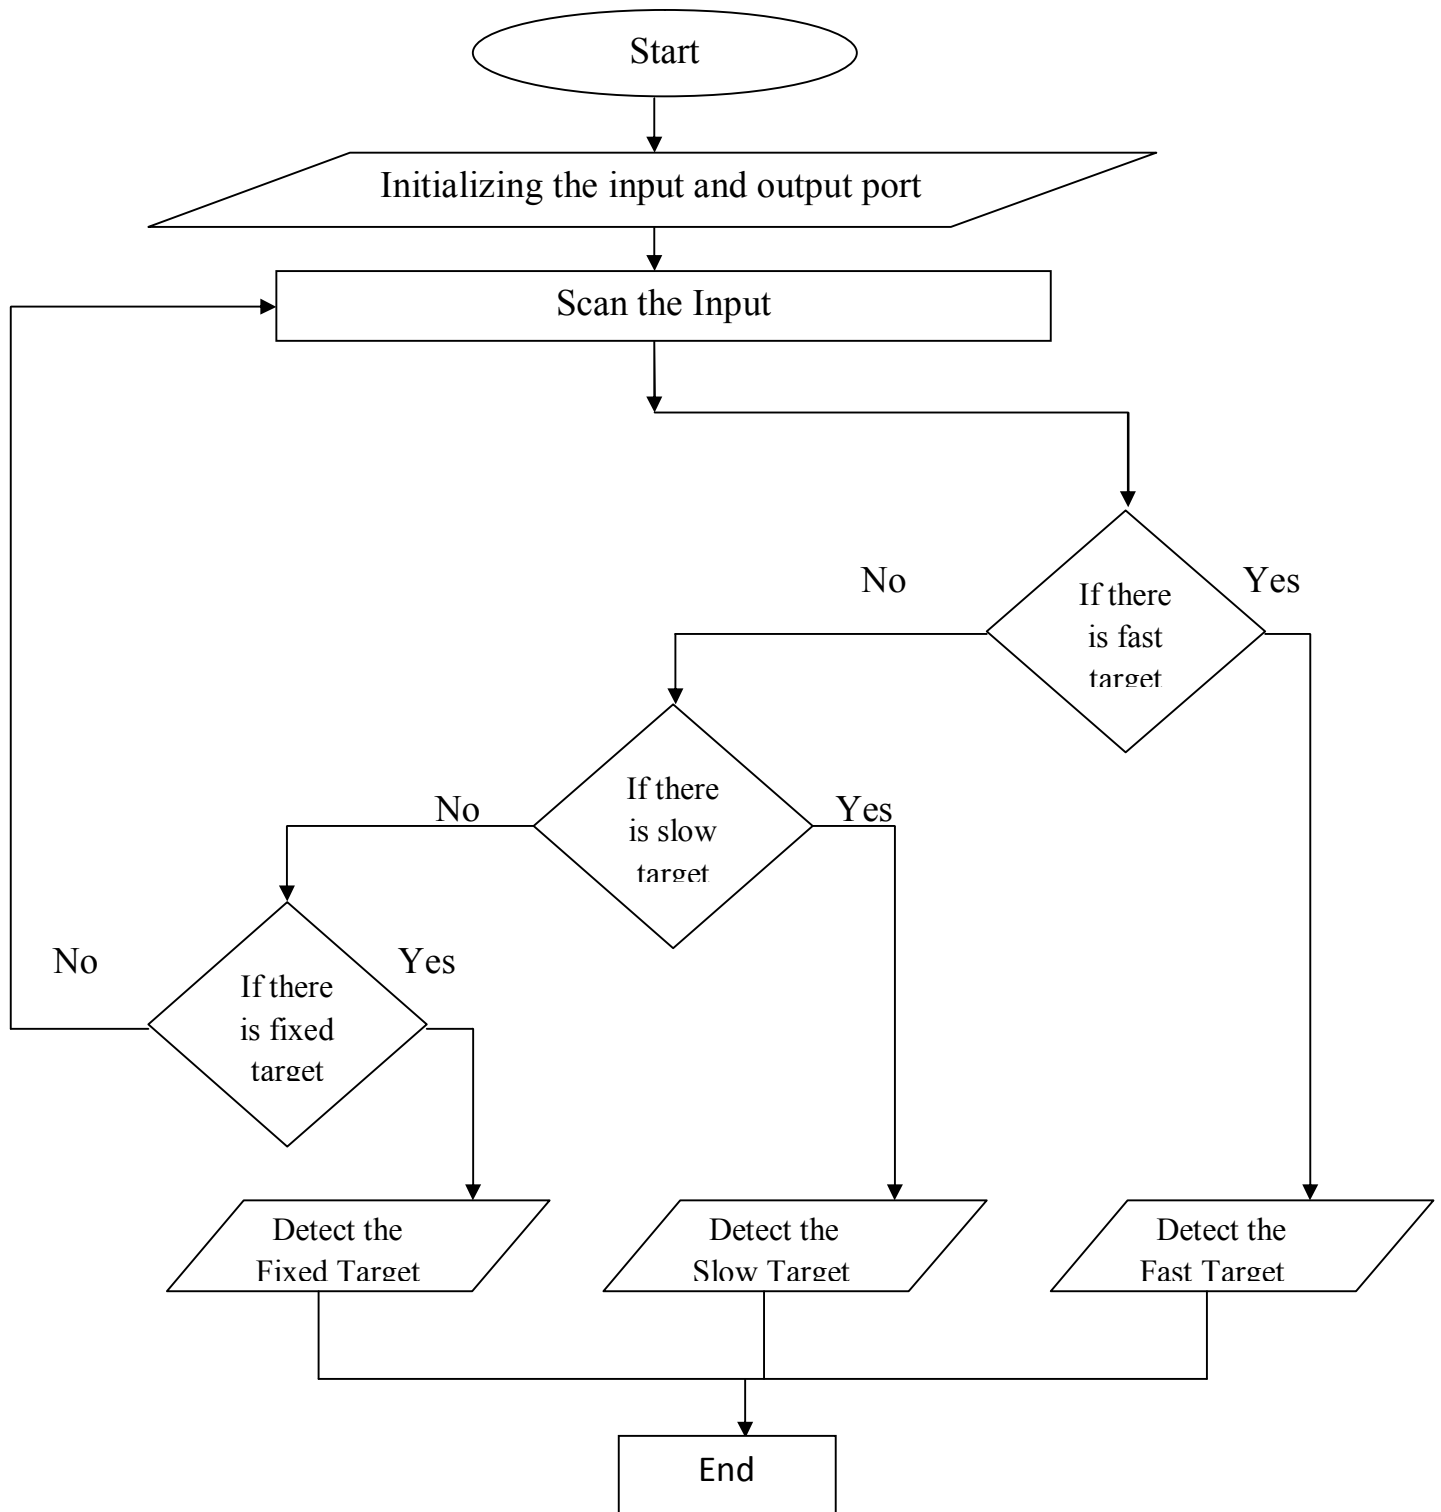 Start
Initializing the input and output port
Scan the Input
No
Yes
If there
is fast
target
No
Yes
If there
is slow
target
No
Yes
If there
is fixed
target
Detect the
Fixed Target
Detect the
Slow Target
Detect the
Fast Target
End